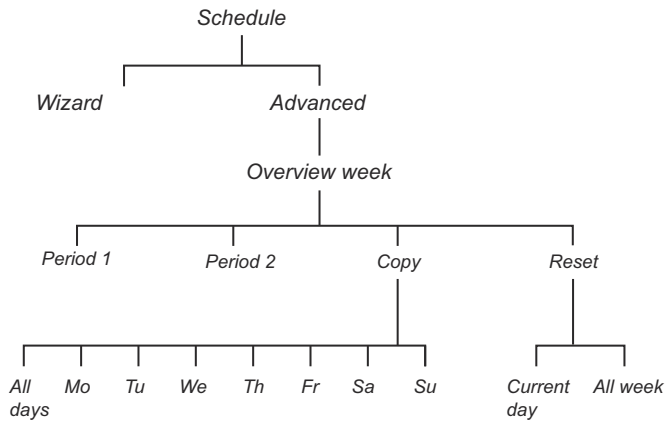 Schedule
Wizard
Advanced
Overview week
Period 1
Period 2
Copy
Reset
All
days
Mo
Tu
We
Th
Fr
Sa
Su
Current
day
All week